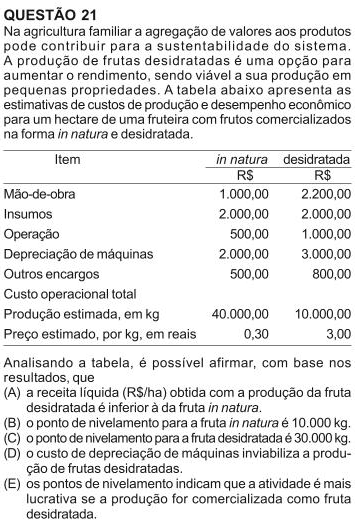 QUESTÃO 21
Na agricultura familiar a agregação de valores aos produtos
pode contribuir para a sustentabilidade do sistema.
A produção de frutas desidratadas é uma opção para
aumentar o rendimento, sendo viável a sua produção em
pequenas propriedades. A tabela abaixo apresenta as
estimativas de custos de produção e desempenho econômico
para um hectare de uma fruteira com frutos comercializados
na forma in natura e desidratada.
Item in natura desidratada
R$ R$
Mão-de-obra 1.000,00 2.200,00
Insumos 2.000,00 2.000,00
Operação 500,00 1.000,00
Depreciação de máquinas 2.000,00 3.000,00
Outros encargos 500,00 800,00
Custo operacional total
Produção estimada, em kg 40.000,00 10.000,00
Preço estimado, por kg, em reais 0,30 3,00
Analisando a tabela, é possível afirmar, com base nos
resultados, que
(A) a receita líquida (R$/ha) obtida com a produção da fruta
desidratada é inferior à da fruta in natura.
(B) o ponto de nivelamento para a fruta in natura é 10.000 kg.
(C) o ponto de nivelamento para a fruta desidratada é 30.000 kg.
(D) o custo de depreciação de máquinas inviabiliza a produ-
ção de frutas desidratadas.
(E) os pontos de nivelamento indicam que a atividade é mais
lucrativa se a produção for comercializada como fruta
desidratada.